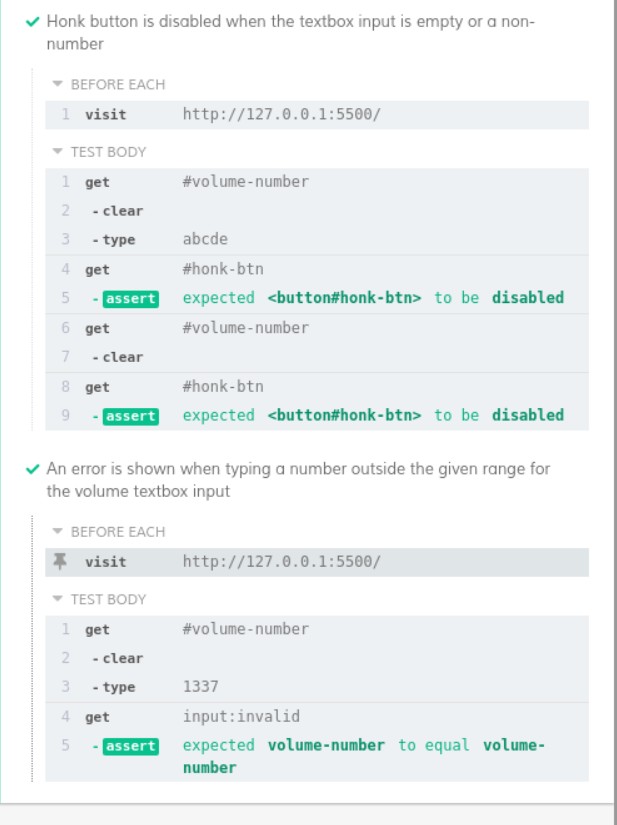 Honk button is disabled when the textbox input is empty or a non-
number
BEFORE EACH
1 visit http://127.0.0.1:5500/
TEST BODY
1 get #volume-number
2 -clear
3 -type abcde
4 get #honk-btn
5 -assert expected <button#honk-btn> to be disabled
6 get #volume-number
7 -clear
8 get #honk-btn
9 -assert expected <button#honk-btn> to be disabled
An error is shown when typing a number outside the given range for
the volume textbox input
BEFORE EACH
visit http://127.0.0.1:5500/
TEST BODY
1 get #volume-number
2 -clear
3 -type 1337
4 get input:invalid
5 -assert expected volume-number to equal volume-
number